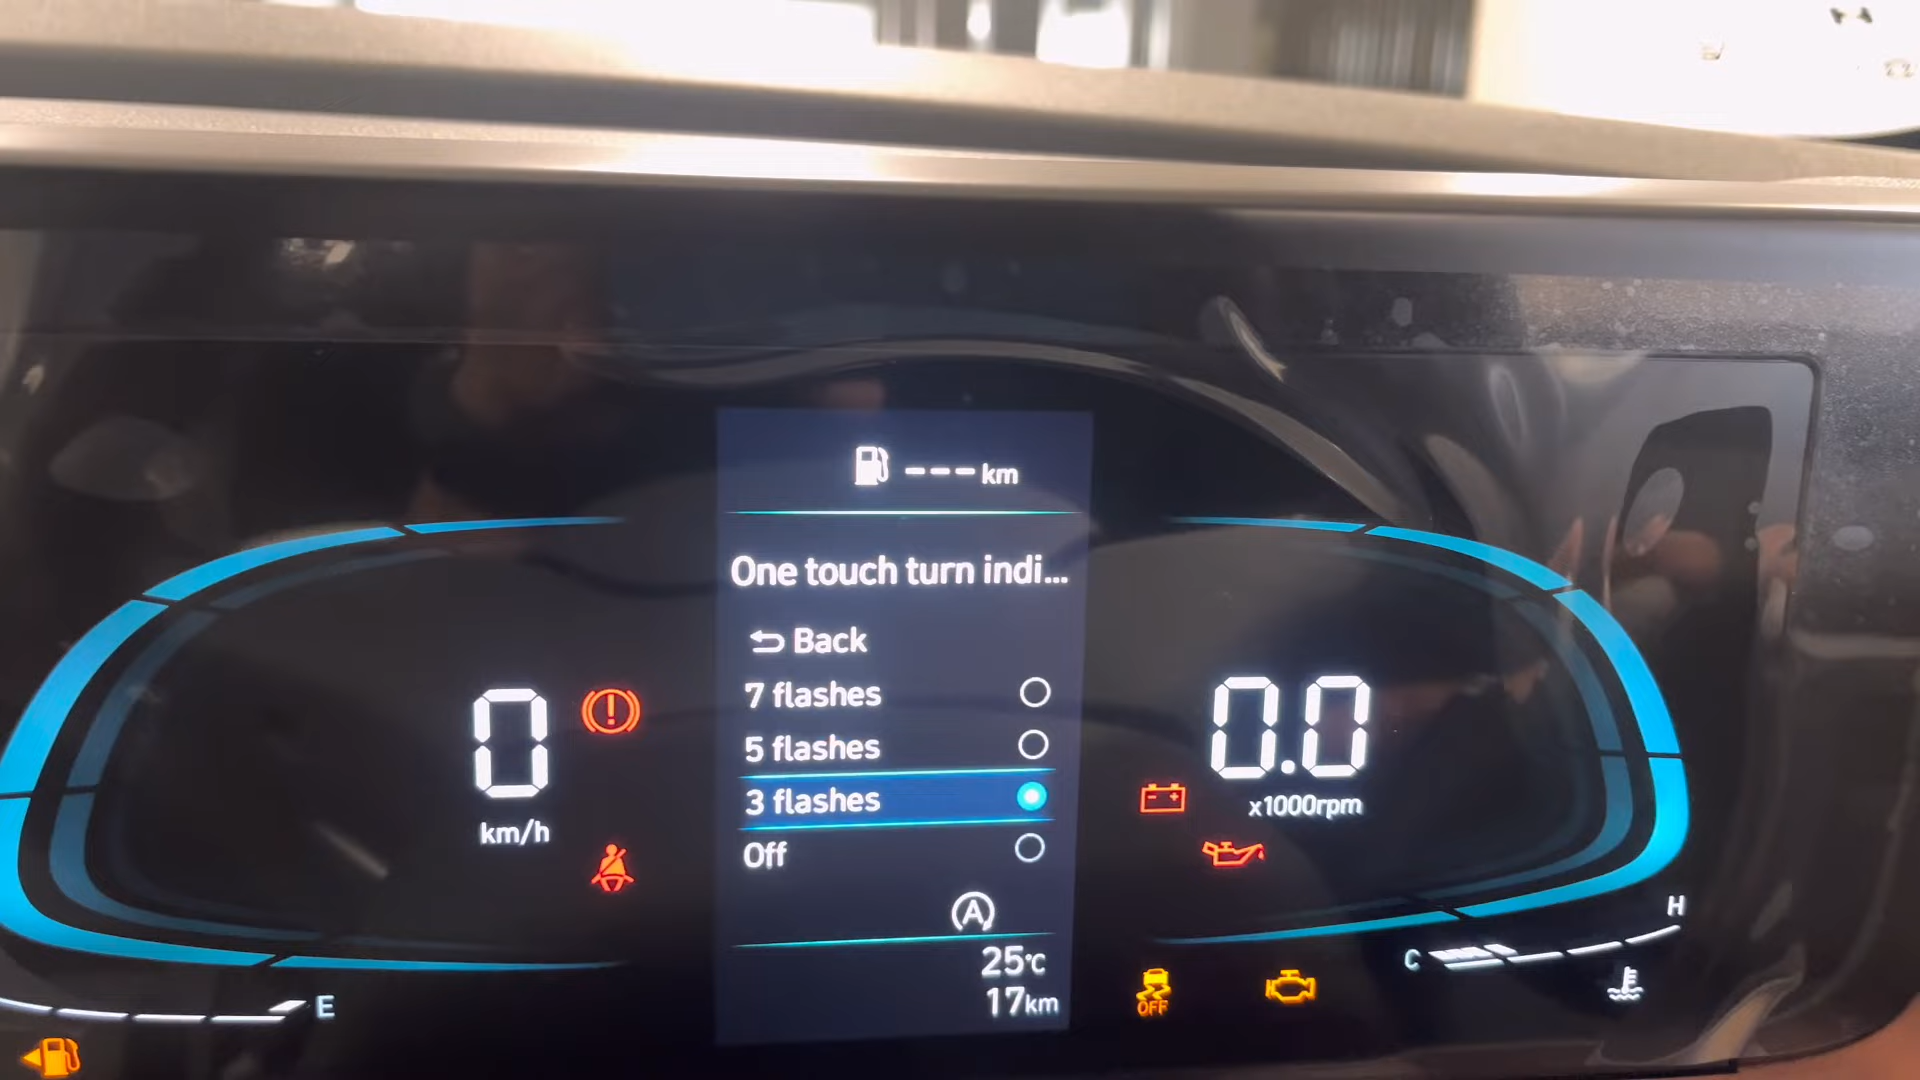 --- km
One touch turn indi...
Back
7 flashes
5 flashes
3 flashes
Off
A
25°C
17km
0
km/h
0.0
x1000rpm
E
C
H
OFF